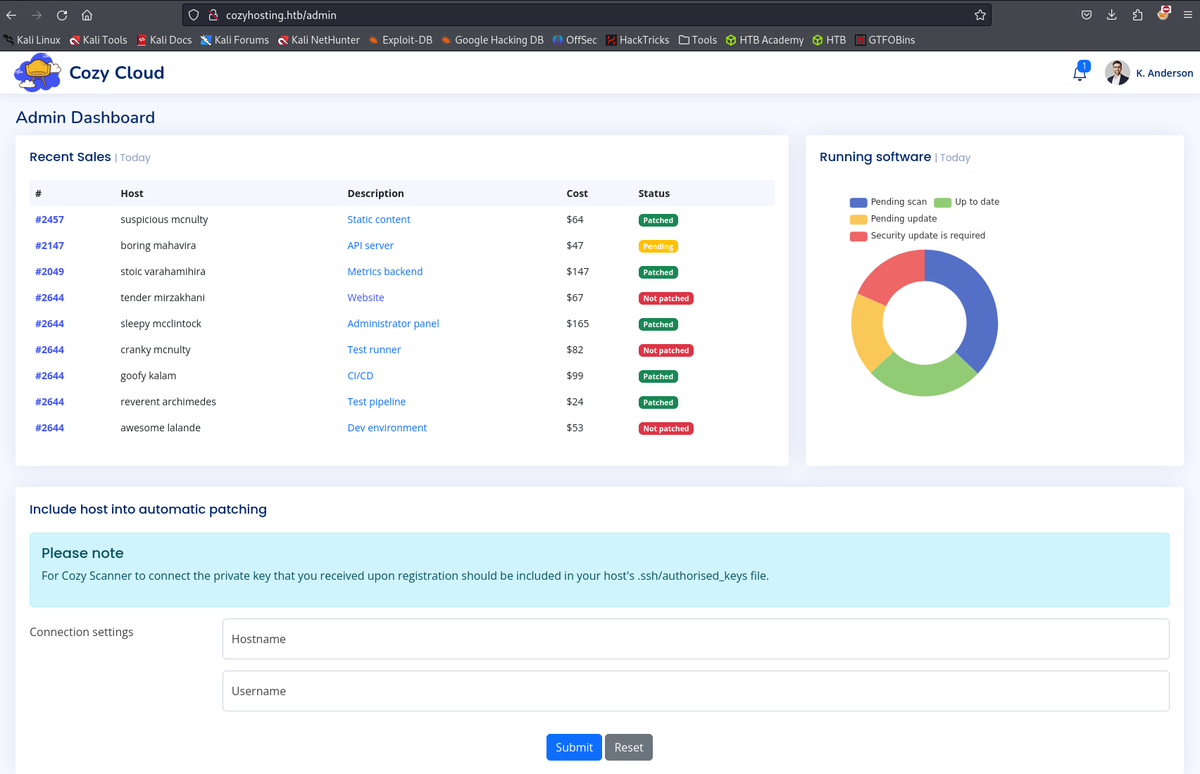 cozyhosting.htb/admin
Kali Linux Kali Tools Kali Docs Kali Forums Kali NetHunter Exploit-DB Google Hacking DB OffSec HackTricks Tools HTB Academy HTB GTFOBins
Cozy Cloud
1
K. Anderson
Admin Dashboard
Recent Sales | Today
# Host Description Cost Status
#2457 suspicious mcnulty Static content $64 Patched
#2147 boring mahavira API server $47 Pending
#2049 stoic varahamihira Metrics backend $147 Patched
#2644 tender mirzakhani Website $67 Not patched
#2644 sleepy mcclintock Administrator panel $165 Patched
#2644 cranky mcnulty Test runner $82 Not patched
#2644 goofy kalam CI/CD $99 Patched
#2644 reverent archimedes Test pipeline $24 Patched
#2644 awesome lalande Dev environment $53 Not patched
Running software | Today
Pending scan Up to date
Pending update
Security update is required
Include host into automatic patching
Please note
For Cozy Scanner to connect the private key that you received upon registration should be included in your host's .ssh/authorised_keys file.
Connection settings
Hostname
Username
Submit Reset